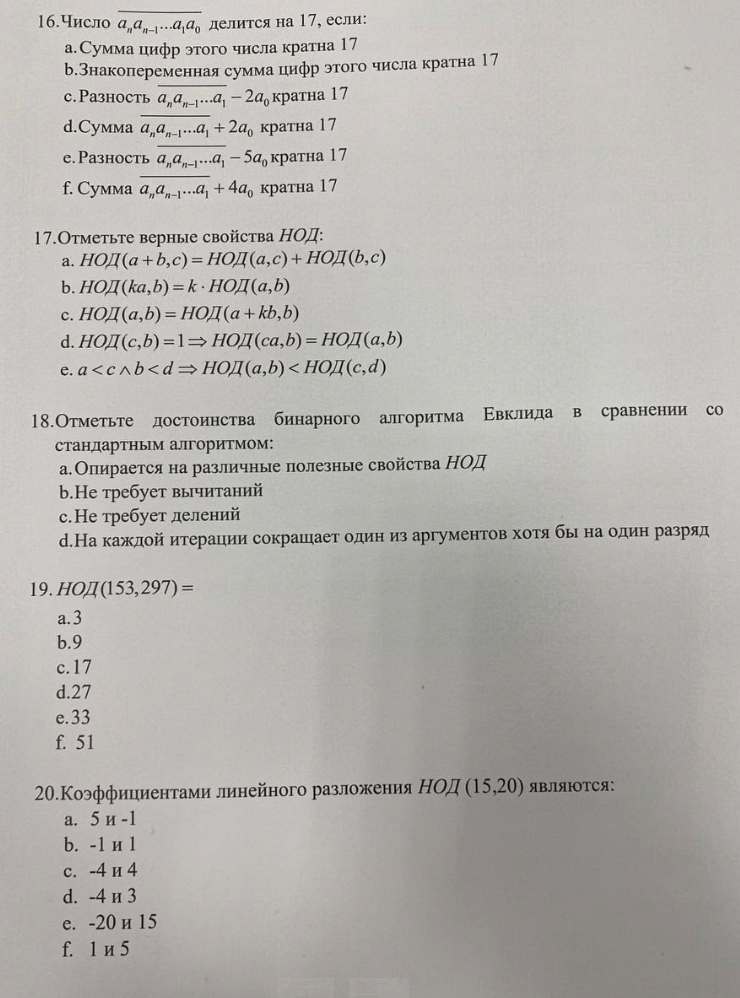 16.Число a_n a_{n-1}...a_1 a_0 делится на 17, если:
a.Сумма цифр этого числа кратна 17
b.Знакопеременная сумма цифр этого числа кратна 17
c.Разность a_n a_{n-1}...a_1 − 2a_0 кратна 17
d.Сумма a_n a_{n-1}...a_1 + 2a_0 кратна 17
e.Разность a_n a_{n-1}...a_1 − 5a_0 кратна 17
f. Сумма a_n a_{n-1}...a_1 + 4a_0 кратна 17
17.Отметьте верные свойства НОД:
a. НОД(a+b,c) = НОД(a,c) + НОД(b,c)
b. НОД(ka,b) = k · НОД(a,b)
c. НОД(a,b) = НОД(a + kb,b)
d. НОД(c,b) = 1 ⇒ НОД(ca,b) = НОД(a,b)
e. a < c ∧ b < d ⇒ НОД(a,b) < НОД(c,d)
18.Отметьте достоинства бинарного алгоритма Евклида в сравнении со
стандартным алгоритмом:
a.Опирается на различные полезные свойства НОД
b.Не требует вычитаний
c.Не требует делений
d.На каждой итерации сокращает один из аргументов хотя бы на один разряд
19. НОД(153,297) =
a.3
b.9
c.17
d.27
e.33
f. 51
20.Коэффициентами линейного разложения НОД (15,20) являются:
a. 5 и -1
b. -1 и 1
c. -4 и 4
d. -4 и 3
e. -20 и 15
f. 1 и 5